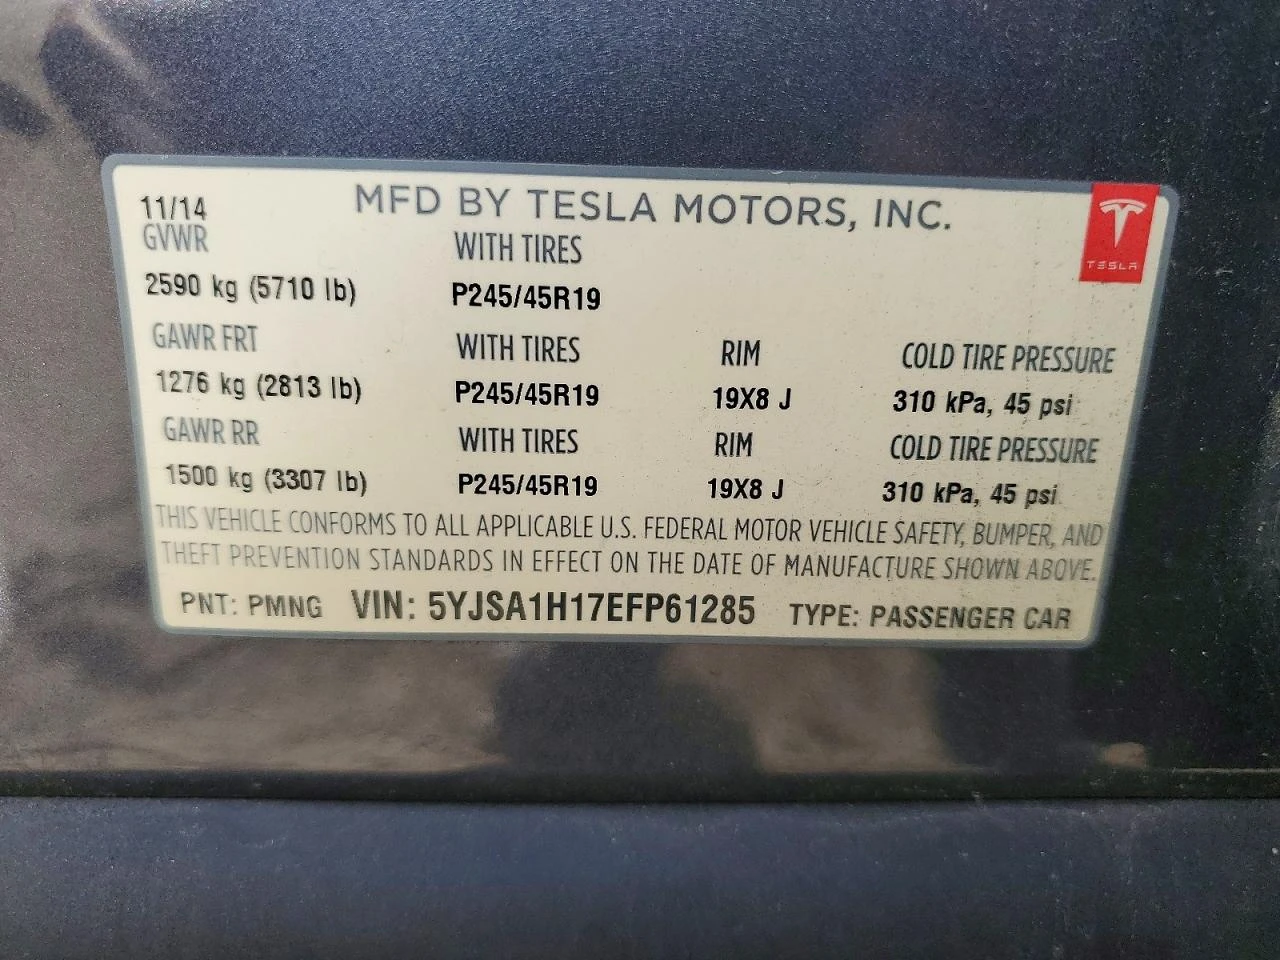 11/14 MFD BY TESLA MOTORS, INC.
TESLA
GVWR WITH TIRES
2590 kg (5710 lb) P245/45R19
GAWR FRT WITH TIRES RIM COLD TIRE PRESSURE
1276 kg (2813 lb) P245/45R19 19X8 J 310 kPa, 45 psi
GAWR RR WITH TIRES RIM COLD TIRE PRESSURE
1500 kg (3307 lb) P245/45R19 19X8 J 310 kPa, 45 psi
THIS VEHICLE CONFORMS TO ALL APPLICABLE U.S. FEDERAL MOTOR VEHICLE SAFETY, BUMPER, AND
THEFT PREVENTION STANDARDS IN EFFECT ON THE DATE OF MANUFACTURE SHOWN ABOVE.
PNT: PMNG VIN: 5YJSA1H17EFP61285 TYPE: PASSENGER CAR